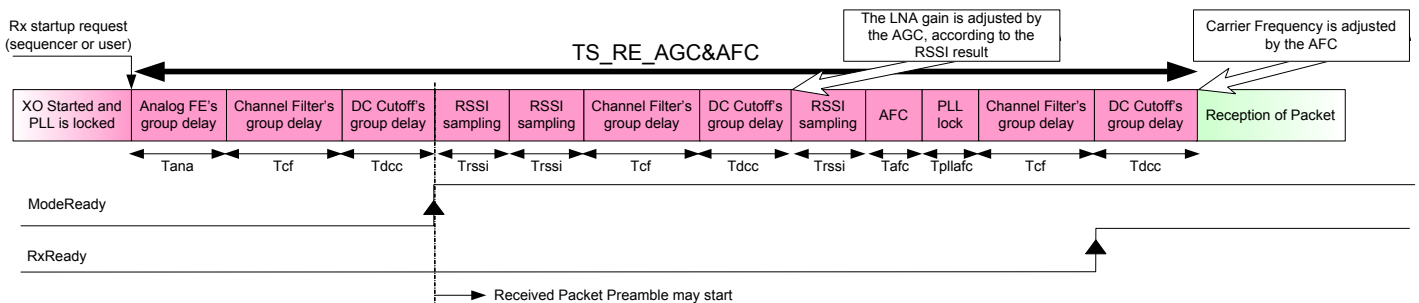 Rx startup request
(sequencer or user)
TS_RE_AGC&AFC
The LNA gain is adjusted by
the AGC, according to the
RSSI result
Carrier Frequency is adjusted
by the AFC
XO Started and
PLL is locked
Analog FE's
group delay
Channel Filter's
group delay
DC Cutoff's
group delay
RSSI
sampling
RSSI
sampling
Channel Filter's
group delay
DC Cutoff's
group delay
RSSI
sampling
AFC
PLL
lock
Channel Filter's
group delay
DC Cutoff's
group delay
Reception of Packet
Tana
Tcf
Tdcc
Trssi
Trssi
Tcf
Tdcc
Trssi
Tafc
Tpllafc
Tcf
Tdcc
ModeReady
RxReady
Received Packet Preamble may start